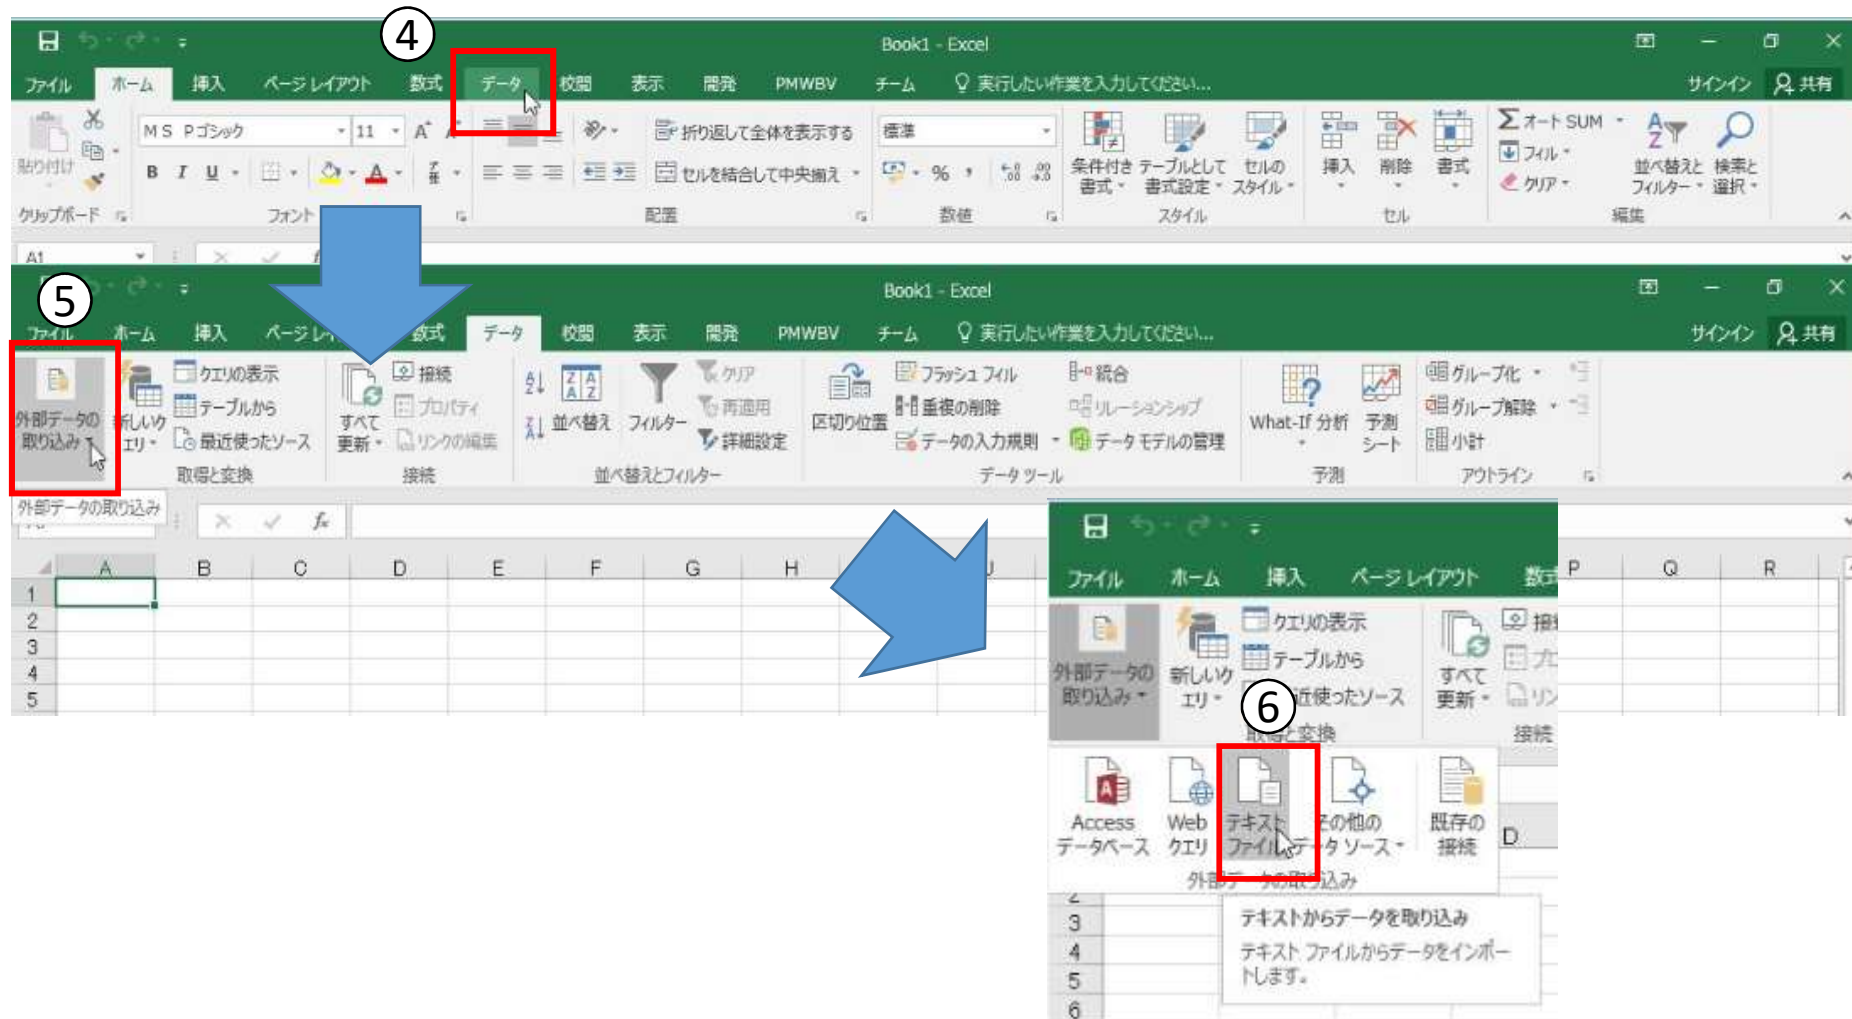 ④
Book1 - Excel
ファイル ホーム 挿入 ページ レイアウト 数式 データ 校閲 表示 開発 PMWBV チーム 実行したい作業を入力してください... サインイン 共有
貼り付け
ＭＳ Ｐゴシック 11 A A
B I U A
折り返して全体を表示する
セルを結合して中央揃え
標準
%
条件付き書式 テーブルとして書式設定 セルのスタイル
挿入 削除 書式
Σ オート SUM
フィル
クリア
並べ替えとフィルター 検索と選択
クリップボード フォント 配置 数値 スタイル セル 編集
A1
⑤
Book1 - Excel
ファイル ホーム 挿入 ページ レイ 数式 データ 校閲 表示 開発 PMWBV チーム 実行したい作業を入力してください... サインイン 共有
外部データの取り込み
新しいクエリ
クエリの表示
テーブルから
最近使ったソース
すべて更新
接続
プロパティ
リンクの編集
並べ替え
フィルター
クリア
再適用
詳細設定
区切り位置
フラッシュ フィル
重複の削除
データの入力規則
統合
リレーションシップ
データ モデルの管理
What-If 分析
予測シート
グループ化
グループ解除
小計
取得と変換 接続 並べ替えとフィルター データ ツール 予測 アウトライン
外部データの取り込み
fx
A B C D E F G H J P Q R
1
2
3
4
5
ファイル ホーム 挿入 ページ レイアウト 数式
外部データの取り込み
新しいクエリ
クエリの表示
テーブルから
近使ったソース
すべて更新
接続
⑥
取得と変換 接続
Access データベース
Web クエリ
テキスト ファイル
その他の データ ソース
既存の接続
D
外部データの取り込み
テキストからデータを取り込み
テキスト ファイルからデータをインポー
トします。
2
3
4
5
6